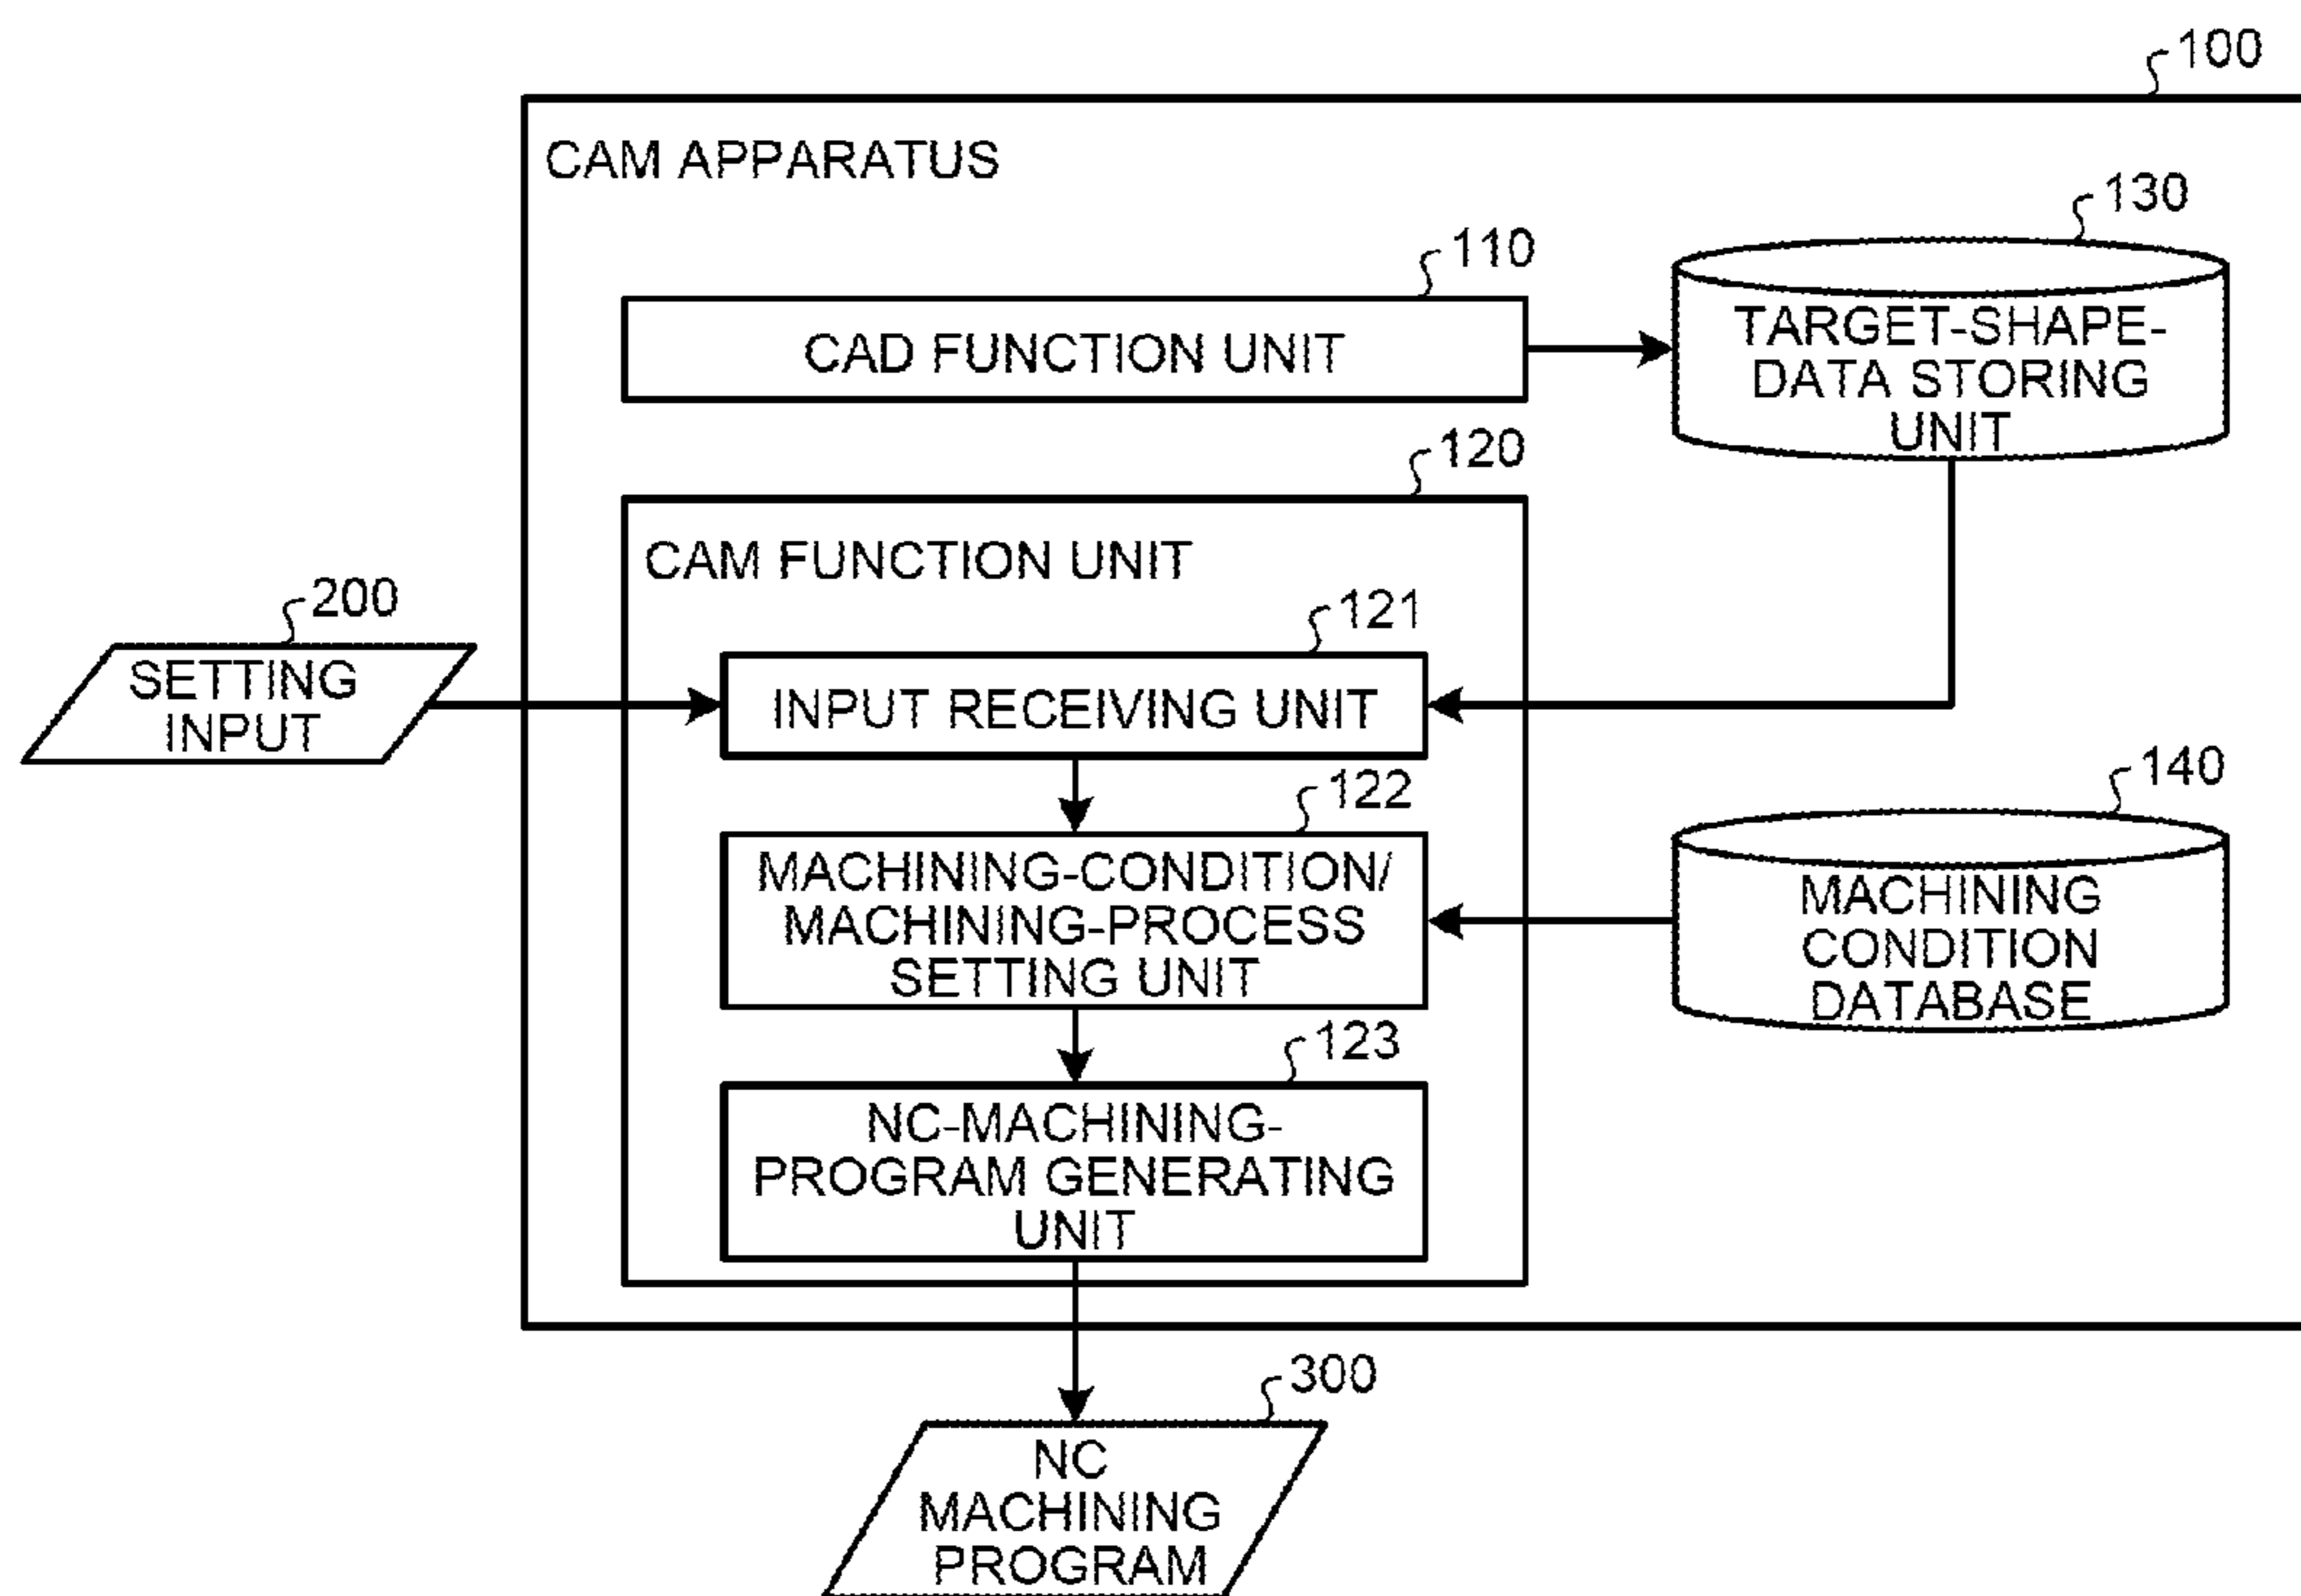 100
CAM APPARATUS
130
110
CAD FUNCTION UNIT
TARGET-SHAPE-
DATA STORING
UNIT
120
CAM FUNCTION UNIT
200
SETTING
INPUT
121
INPUT RECEIVING UNIT
122
MACHINING-CONDITION/
MACHINING-PROCESS
SETTING UNIT
140
MACHINING
CONDITION
DATABASE
123
NC-MACHINING-
PROGRAM GENERATING
UNIT
300
NC
MACHINING
PROGRAM